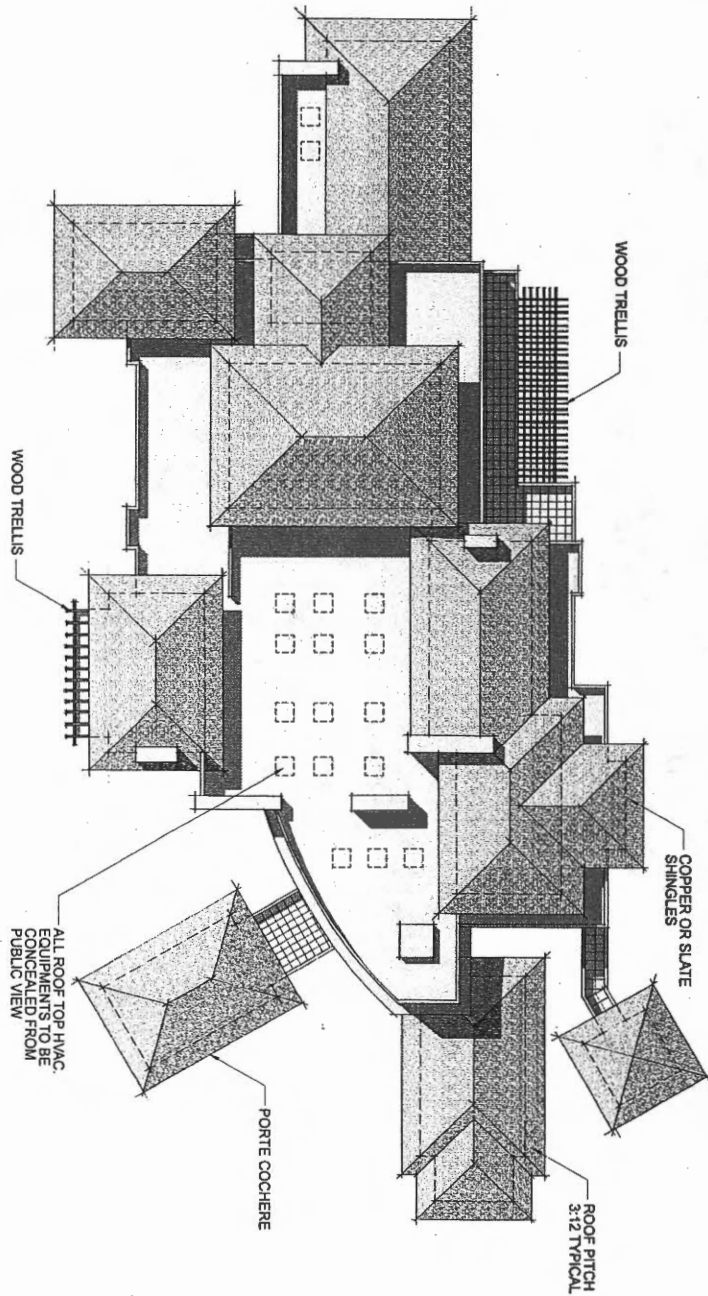 WOOD TRELLIS
COPPER OR SLATE
SHINGLES
ROOF PITCH
3:12 TYPICAL
WOOD TRELLIS
ALL ROOF TOP HVAC.
EQUIPMENTS TO BE
CONCEALED FROM
PUBLIC VIEW
PORTE COCHERE